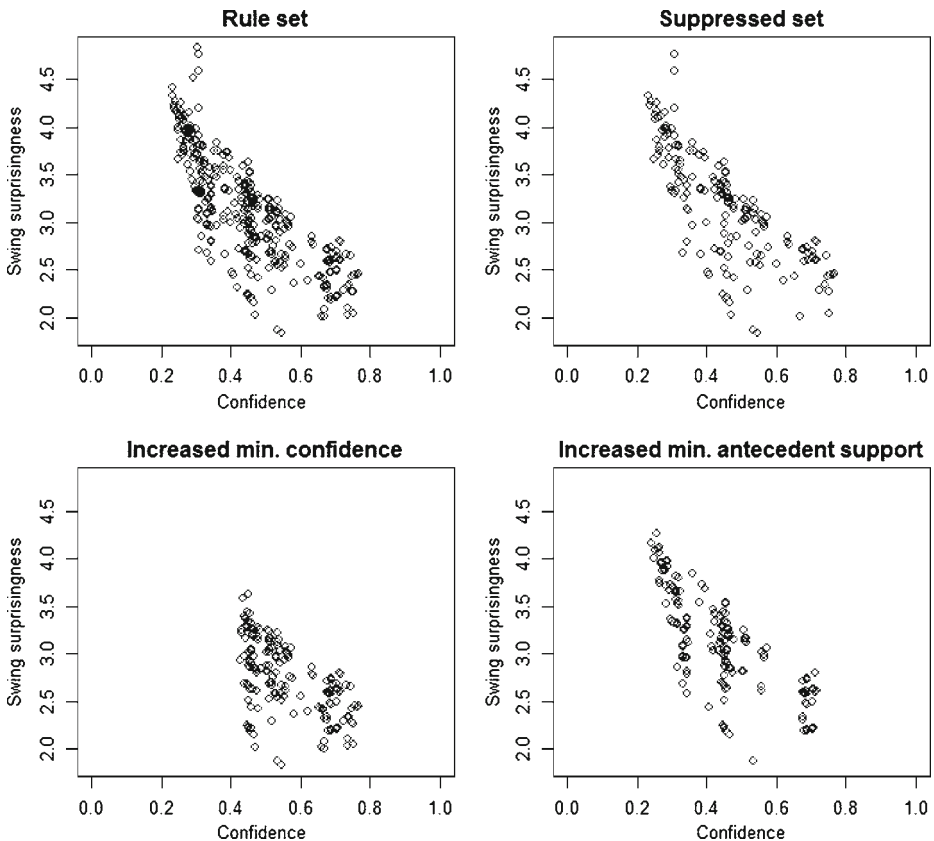 Rule set
Suppressed set
Swing surprisingness
2.0 2.5 3.0 3.5 4.0 4.5
0.0 0.2 0.4 0.6 0.8 1.0
Confidence
Swing surprisingness
2.0 2.5 3.0 3.5 4.0 4.5
0.0 0.2 0.4 0.6 0.8 1.0
Confidence
Increased min. confidence
Increased min. antecedent support
Swing surprisingness
2.0 2.5 3.0 3.5 4.0 4.5
0.0 0.2 0.4 0.6 0.8 1.0
Confidence
Swing surprisingness
2.0 2.5 3.0 3.5 4.0 4.5
0.0 0.2 0.4 0.6 0.8 1.0
Confidence